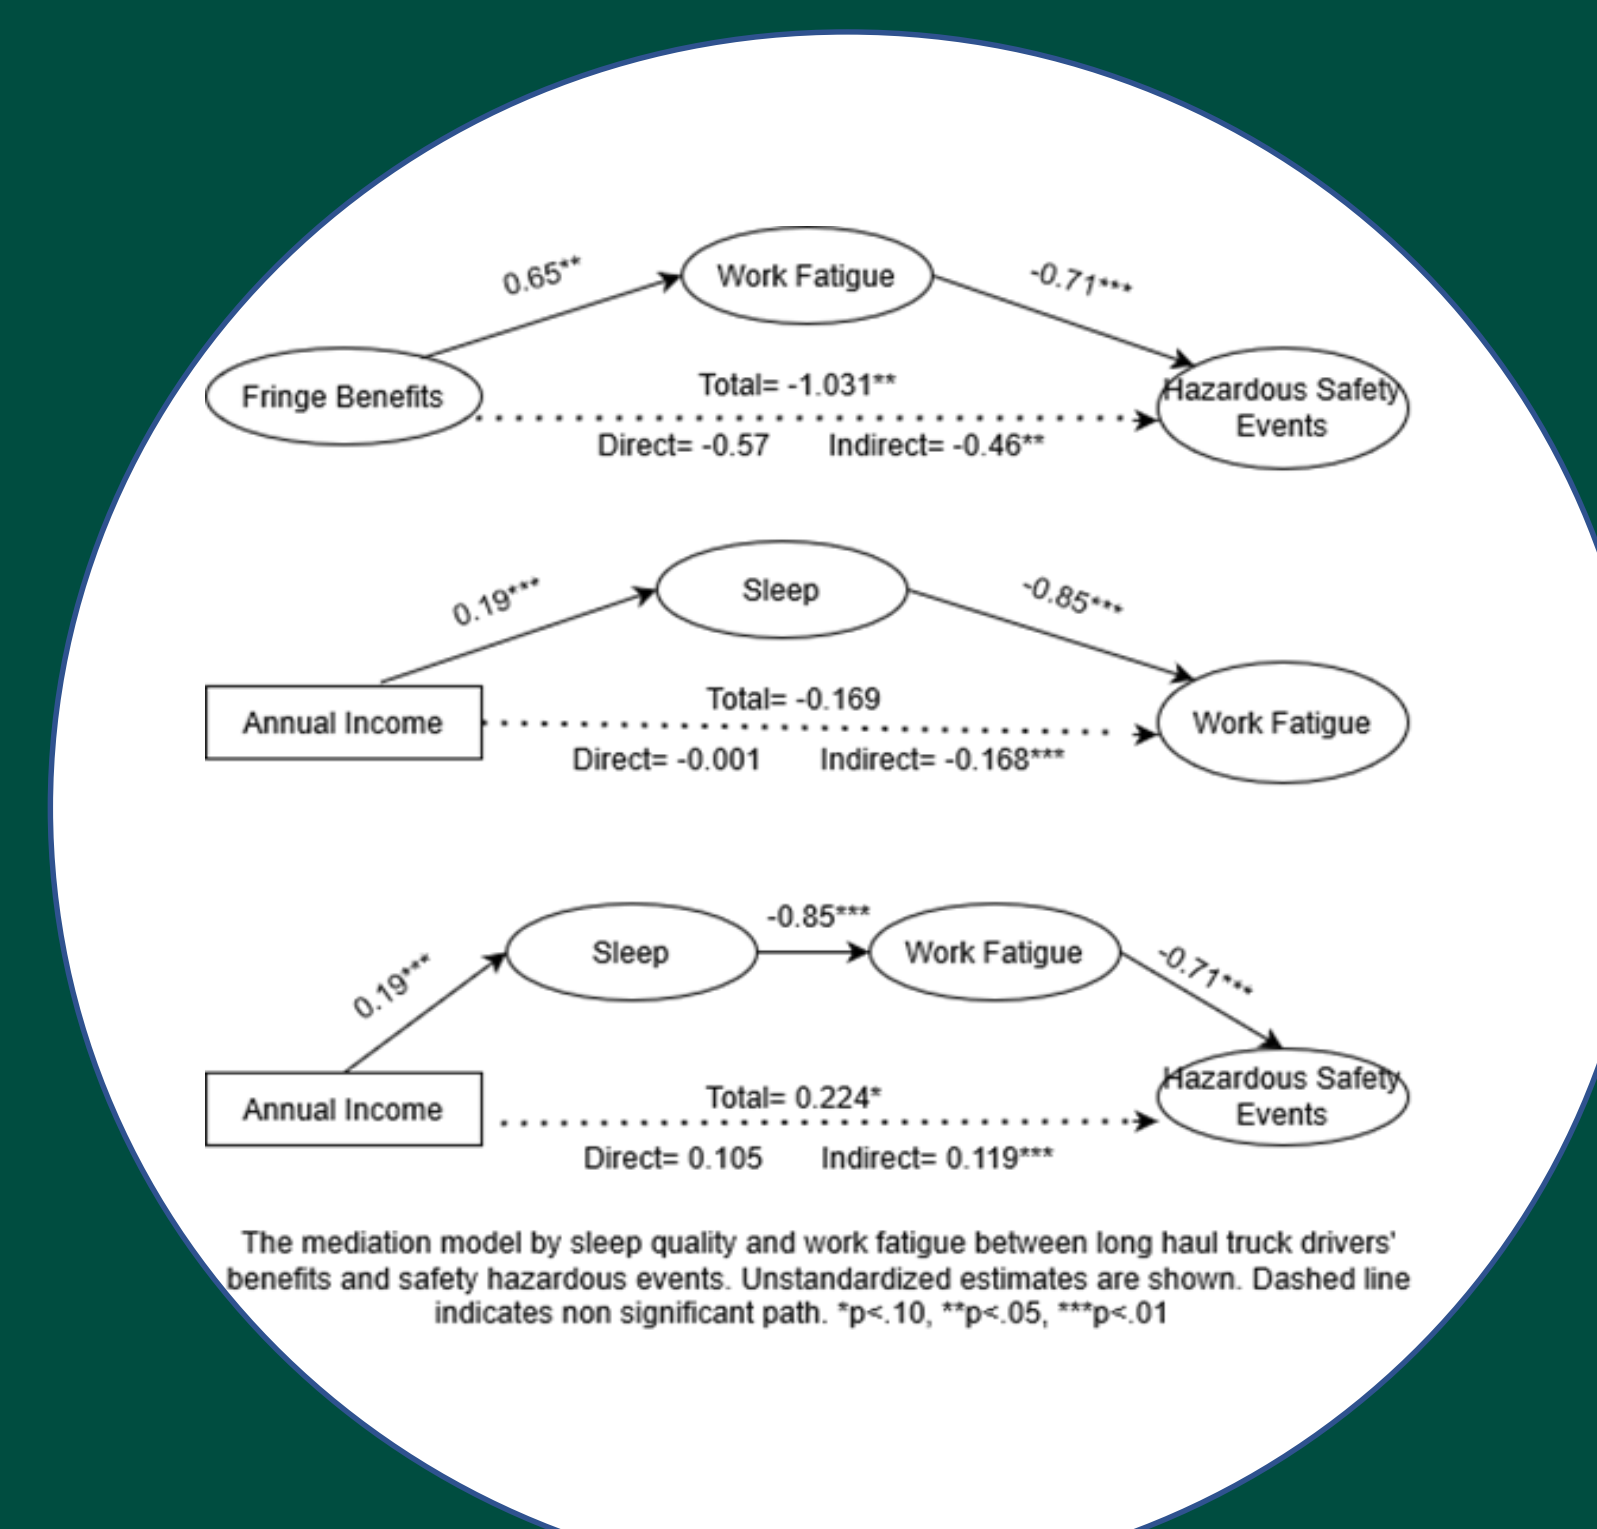 0.65**
Work Fatigue
-0.71***
Fringe Benefits
Total= -1.031**
Hazardous Safety
Events
Direct= -0.57
Indirect= -0.46**
0.19***
Sleep
-0.85***
Annual Income
Total= -0.169
Work Fatigue
Direct= -0.001
Indirect= -0.168***
0.19***
Sleep
-0.85***
Work Fatigue
-0.71***
Annual Income
Total= 0.224*
Hazardous Safety
Events
Direct= 0.105
Indirect= 0.119***
The mediation model by sleep quality and work fatigue between long haul truck drivers'
benefits and safety hazardous events. Unstandardized estimates are shown. Dashed line
indicates non significant path. *p<.10, **p<.05, ***p<.01